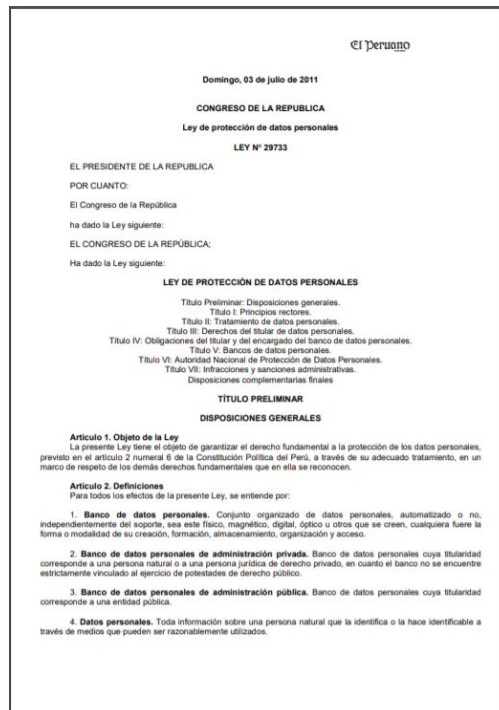 El Peruano
Domingo, 03 de julio de 2011
CONGRESO DE LA REPUBLICA
Ley de protección de datos personales
LEY Nº 29733
EL PRESIDENTE DE LA REPUBLICA
POR CUANTO:
El Congreso de la República
ha dado la Ley siguiente:
EL CONGRESO DE LA REPÚBLICA;
Ha dado la Ley siguiente:
LEY DE PROTECCIÓN DE DATOS PERSONALES
Título Preliminar: Disposiciones generales.
Título I: Principios rectores.
Título II: Tratamiento de datos personales.
Título III: Derechos del titular de datos personales.
Título IV: Obligaciones del titular y del encargado del banco de datos personales.
Título V: Bancos de datos personales.
Título VI: Autoridad Nacional de Protección de Datos Personales.
Título VII: Infracciones y sanciones administrativas.
Disposiciones complementarias finales
TÍTULO PRELIMINAR
DISPOSICIONES GENERALES
Artículo 1. Objeto de la Ley
La presente Ley tiene el objeto de garantizar el derecho fundamental a la protección de los datos personales,
previsto en el artículo 2 numeral 6 de la Constitución Política del Perú, a través de su adecuado tratamiento, en un
marco de respeto de los demás derechos fundamentales que en ella se reconocen.
Artículo 2. Definiciones
Para todos los efectos de la presente Ley, se entiende por:
1. Banco de datos personales. Conjunto organizado de datos personales, automatizado o no,
independientemente del soporte, sea este físico, magnético, digital, óptico u otros que se creen, cualquiera fuere la
forma o modalidad de su creación, formación, almacenamiento, organización y acceso.
2. Banco de datos personales de administración privada. Banco de datos personales cuya titularidad
corresponde a una persona natural o a una persona jurídica de derecho privado, en cuanto el banco no se encuentre
estrictamente vinculado al ejercicio de potestades de derecho público.
3. Banco de datos personales de administración pública. Banco de datos personales cuya titularidad
corresponde a una entidad pública.
4. Datos personales. Toda información sobre una persona natural que la identifica o la hace identificable a
través de medios que pueden ser razonablemente utilizados.